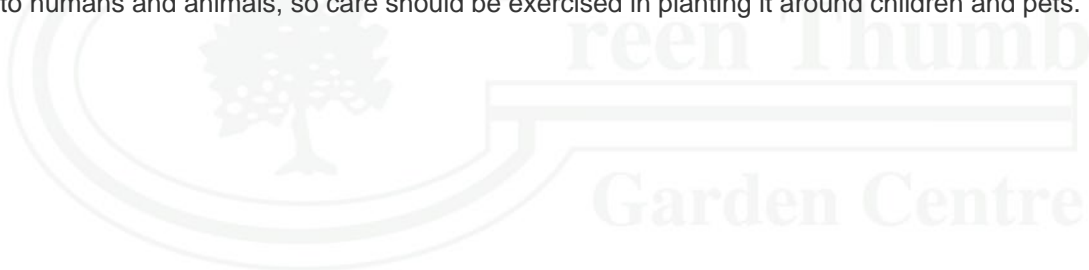 to humans and animals, so care should be exercised in planting it around children and pets.
reen Thumb
Garden Centre